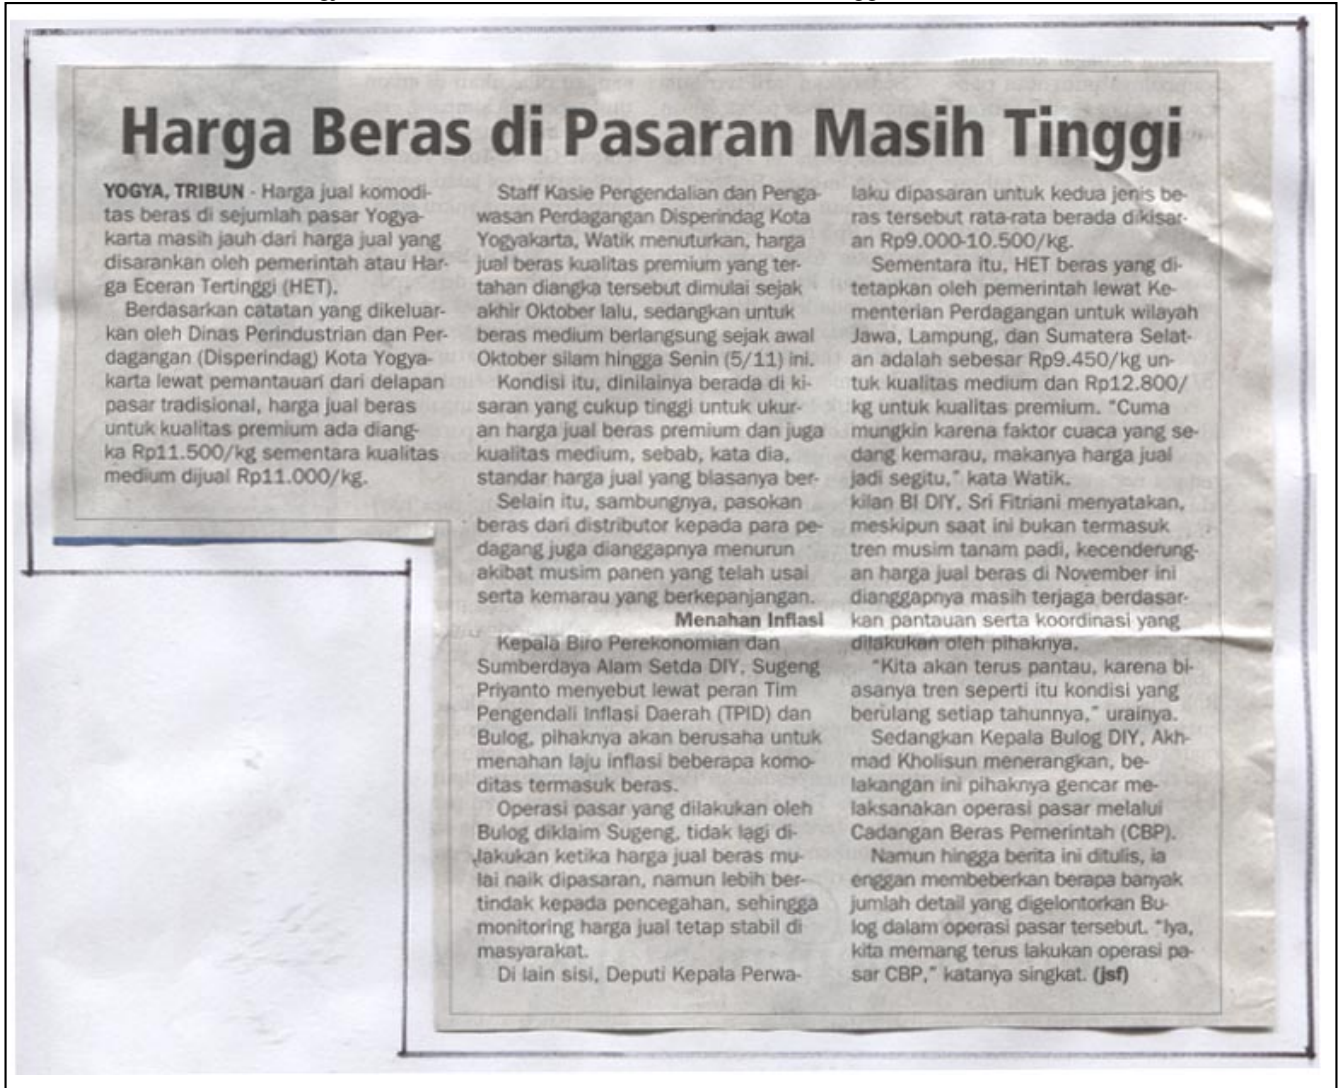 Harga Beras di Pasaran Masih Tinggi
YOGYA, TRIBUN - Harga jual komodi-
tas beras di sejumlah pasar Yogya-
karta masih jauh dari harga jual yang
disarankan oleh pemerintah atau Har-
ga Eceran Tertinggi (HET).
Berdasarkan catatan yang dikeluar-
kan oleh Dinas Perindustrian dan Per-
dagangan (Disperindag) Kota Yogya-
karta lewat pemantauan dari delapan
pasar tradisional, harga jual beras
untuk kualitas premium ada diang-
ka Rp11.500/kg sementara kualitas
medium dijual Rp11.000/kg.
Staff Kasie Pengendalian dan Penga-
wasan Perdagangan Disperindag Kota
Yogyakarta, Watik menuturkan, harga
jual beras kualitas premium yang ter-
tahan diangka tersebut dimulai sejak
akhir Oktober lalu, sedangkan untuk
beras medium berlangsung sejak awal
Oktober silam hingga Senin (5/11) ini.
Kondisi itu, dinilainya berada di ki-
saran yang cukup tinggi untuk ukur-
an harga jual beras premium dan juga
kualitas medium, sebab, kata dia,
standar harga jual yang biasanya ber-
Selain itu, sambungnya, pasokan
beras dari distributor kepada para pe-
dagang juga dianggapnya menurun
akibat musim panen yang telah usai
serta kemarau yang berkepanjangan.
Menahan Inflasi
Kepala Biro Perekonomian dan
Sumberdaya Alam Setda DIY, Sugeng
Priyanto menyebut lewat peran Tim
Pengendali Inflasi Daerah (TPID) dan
Bulog, pihaknya akan berusaha untuk
menahan laju inflasi beberapa komo-
ditas termasuk beras.
Operasi pasar yang dilakukan oleh
Bulog diklaim Sugeng, tidak lagi di-
lakukan ketika harga jual beras mu-
lai naik dipasaran, namun lebih ber-
tindak kepada pencegahan, sehingga
monitoring harga jual tetap stabil di
masyarakat.
Di lain sisi, Deputi Kepala Perwa-
laku dipasaran untuk kedua jenis be-
ras tersebut rata-rata berada dikisar-
an Rp9.000-10.500/kg.
Sementara itu, HET beras yang di-
tetapkan oleh pemerintah lewat Ke-
menterian Perdagangan untuk wilayah
Jawa, Lampung, dan Sumatera Selat-
an adalah sebesar Rp9.450/kg un-
tuk kualitas medium dan Rp12.800/
kg untuk kualitas premium. "Cuma
mungkin karena faktor cuaca yang se-
dang kemarau, makanya harga jual
jadi segitu," kata Watik.
kilan BI DIY, Sri Fitriani menyatakan,
meskipun saat ini bukan termasuk
tren musim tanam padi, kecenderung-
an harga jual beras di November ini
dianggapnya masih terjaga berdasar-
kan pantauan serta koordinasi yang
dilakukan oleh pihaknya.
"Kita akan terus pantau, karena bi-
asanya tren seperti itu kondisi yang
berulang setiap tahunnya," urainya.
Sedangkan Kepala Bulog DIY, Akh-
mad Kholisun menerangkan, be-
lakangan ini pihaknya gencar me-
laksanakan operasi pasar melalui
Cadangan Beras Pemerintah (CBP).
Namun hingga berita ini ditulis, ia
enggan membeberkan berapa banyak
jumlah detail yang digelontorkan Bu-
log dalam operasi pasar tersebut. "Iya,
kita memang terus lakukan operasi pa-
sar CBP," katanya singkat. (jsf)